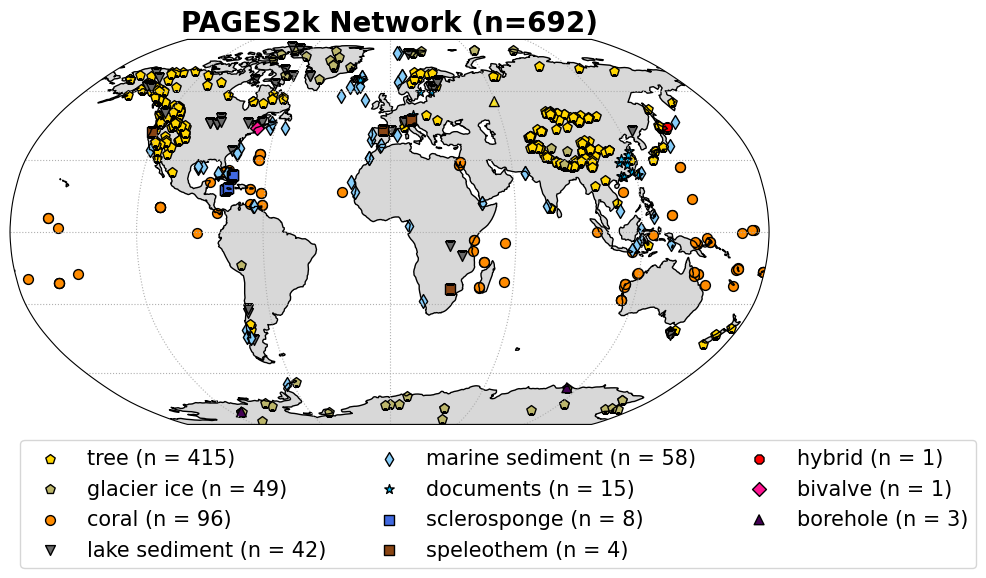 PAGES2k Network (n=692)
tree (n = 415)
glacier ice (n = 49)
coral (n = 96)
lake sediment (n = 42)
marine sediment (n = 58)
documents (n = 15)
sclerosponge (n = 8)
speleothem (n = 4)
hybrid (n = 1)
bivalve (n = 1)
borehole (n = 3)